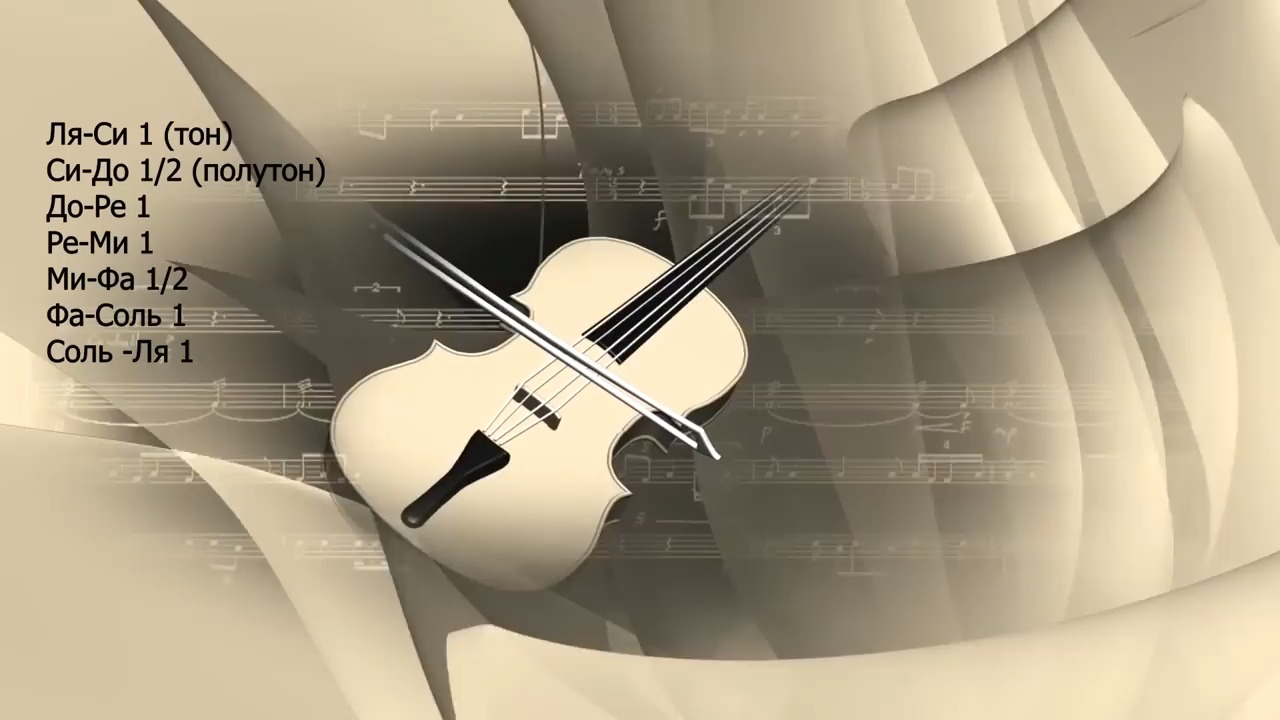 Ля-Си 1 (тон)
Си-До 1/2 (полутон)
До-Ре 1
Ре-Ми 1
Ми-Фа 1/2
Фа-Соль 1
Соль -Ля 1